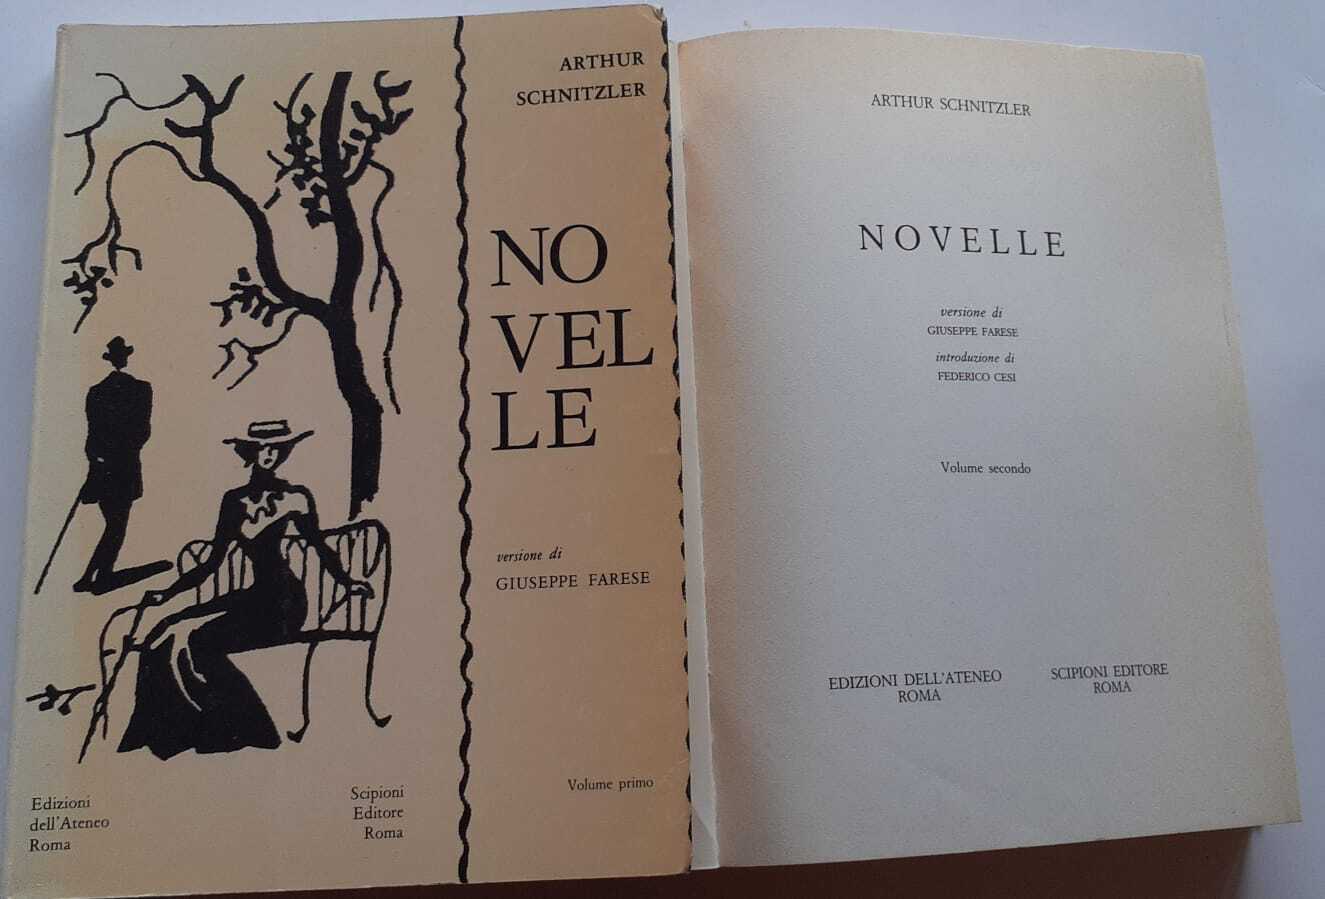 ARTHUR
SCHNITZLER
NO
VEL
LE
versione di
GIUSEPPE FARESE
Volume primo
Edizioni
dell'Ateneo
Roma
Scipioni
Editore
Roma
ARTHUR SCHNITZLER
NOVELLE
versione di
GIUSEPPE FARESE
introduzione di
FEDERICO CESI
Volume secondo
EDIZIONI DELL'ATENEO
ROMA
SCIPIONI EDITORE
ROMA